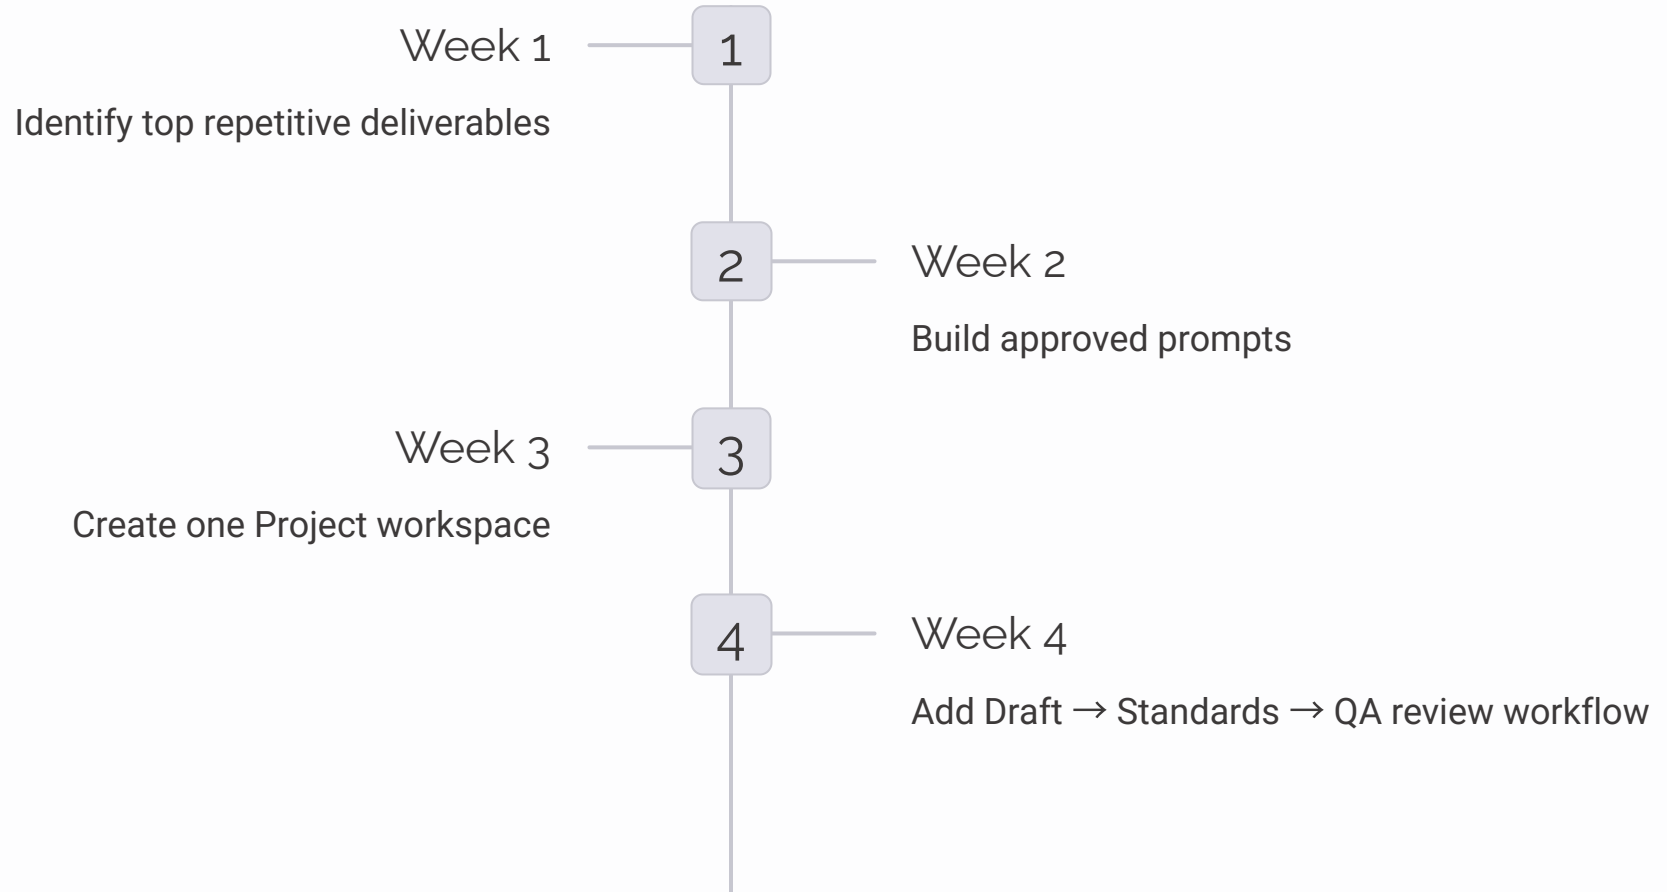 Week 1
1
Identify top repetitive deliverables
2
Week 2
Build approved prompts
Week 3
3
Create one Project workspace
4
Week 4
Add Draft → Standards → QA review workflow